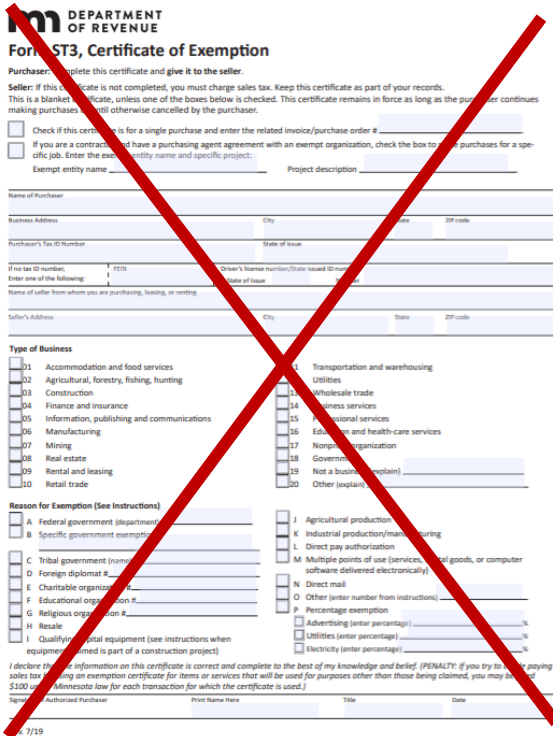 DEPARTMENT
OF REVENUE
Form ST3, Certificate of Exemption
Purchaser: Complete this certificate and give it to the seller.
Seller: If this certificate is not completed, you must charge sales tax. Keep this certificate as part of your records.
This is a blanket certificate, unless one of the boxes below is checked. This certificate remains in force as long as the purchaser continues
making purchases or until otherwise cancelled by the purchaser.
Check if this certificate is for a single purchase and enter the related invoice/purchase order #
If you are a contractor and have a purchasing agent agreement with an exempt organization, check the box to make purchases for a spe-
cific job. Enter the exempt entity name and specific project:
Exempt entity name Project description
Name of Purchaser
Business Address City State ZIP code
Purchaser's Tax ID Number State of Issue
If no tax ID number, FEIN Driver's license number/State issued ID number
Enter one of the following: State of Issue Number
Name of seller from whom you are purchasing, leasing, or renting
Seller's Address City State ZIP code
Type of Business
01 Accommodation and food services
02 Agricultural, forestry, fishing, hunting
03 Construction
04 Finance and insurance
05 Information, publishing and communications
06 Manufacturing
07 Mining
08 Real estate
09 Rental and leasing
10 Retail trade
11 Transportation and warehousing
Utilities
13 Wholesale trade
14 Business services
15 Professional services
16 Education and health-care services
17 Nonprofit organization
18 Government
19 Not a business (explain)
20 Other (explain)
Reason for Exemption (See Instructions)
A Federal government (department)
B Specific government exemption
C Tribal government (name)
D Foreign diplomat #
E Charitable organization #
F Educational organization #
G Religious organization #
H Resale
I Qualifying capital equipment (see instructions when
equipment claimed is part of a construction project)
J Agricultural production
K Industrial production/manufacturing
L Direct pay authorization
M Multiple points of use (services, digital goods, or computer
software delivered electronically)
N Direct mail
O Other (enter number from instructions)
P Percentage exemption
Advertising (enter percentage) %
Utilities (enter percentage) %
Electricity (enter percentage) %
I declare that the information on this certificate is correct and complete to the best of my knowledge and belief. (PENALTY: If you try to evade paying
sales tax by using an exemption certificate for items or services that will be used for purposes other than those being claimed, you may be fined
$100 under Minnesota law for each transaction for which the certificate is used.)
Signature of Authorized Purchaser Print Name Here Title Date
Rev. 7/19